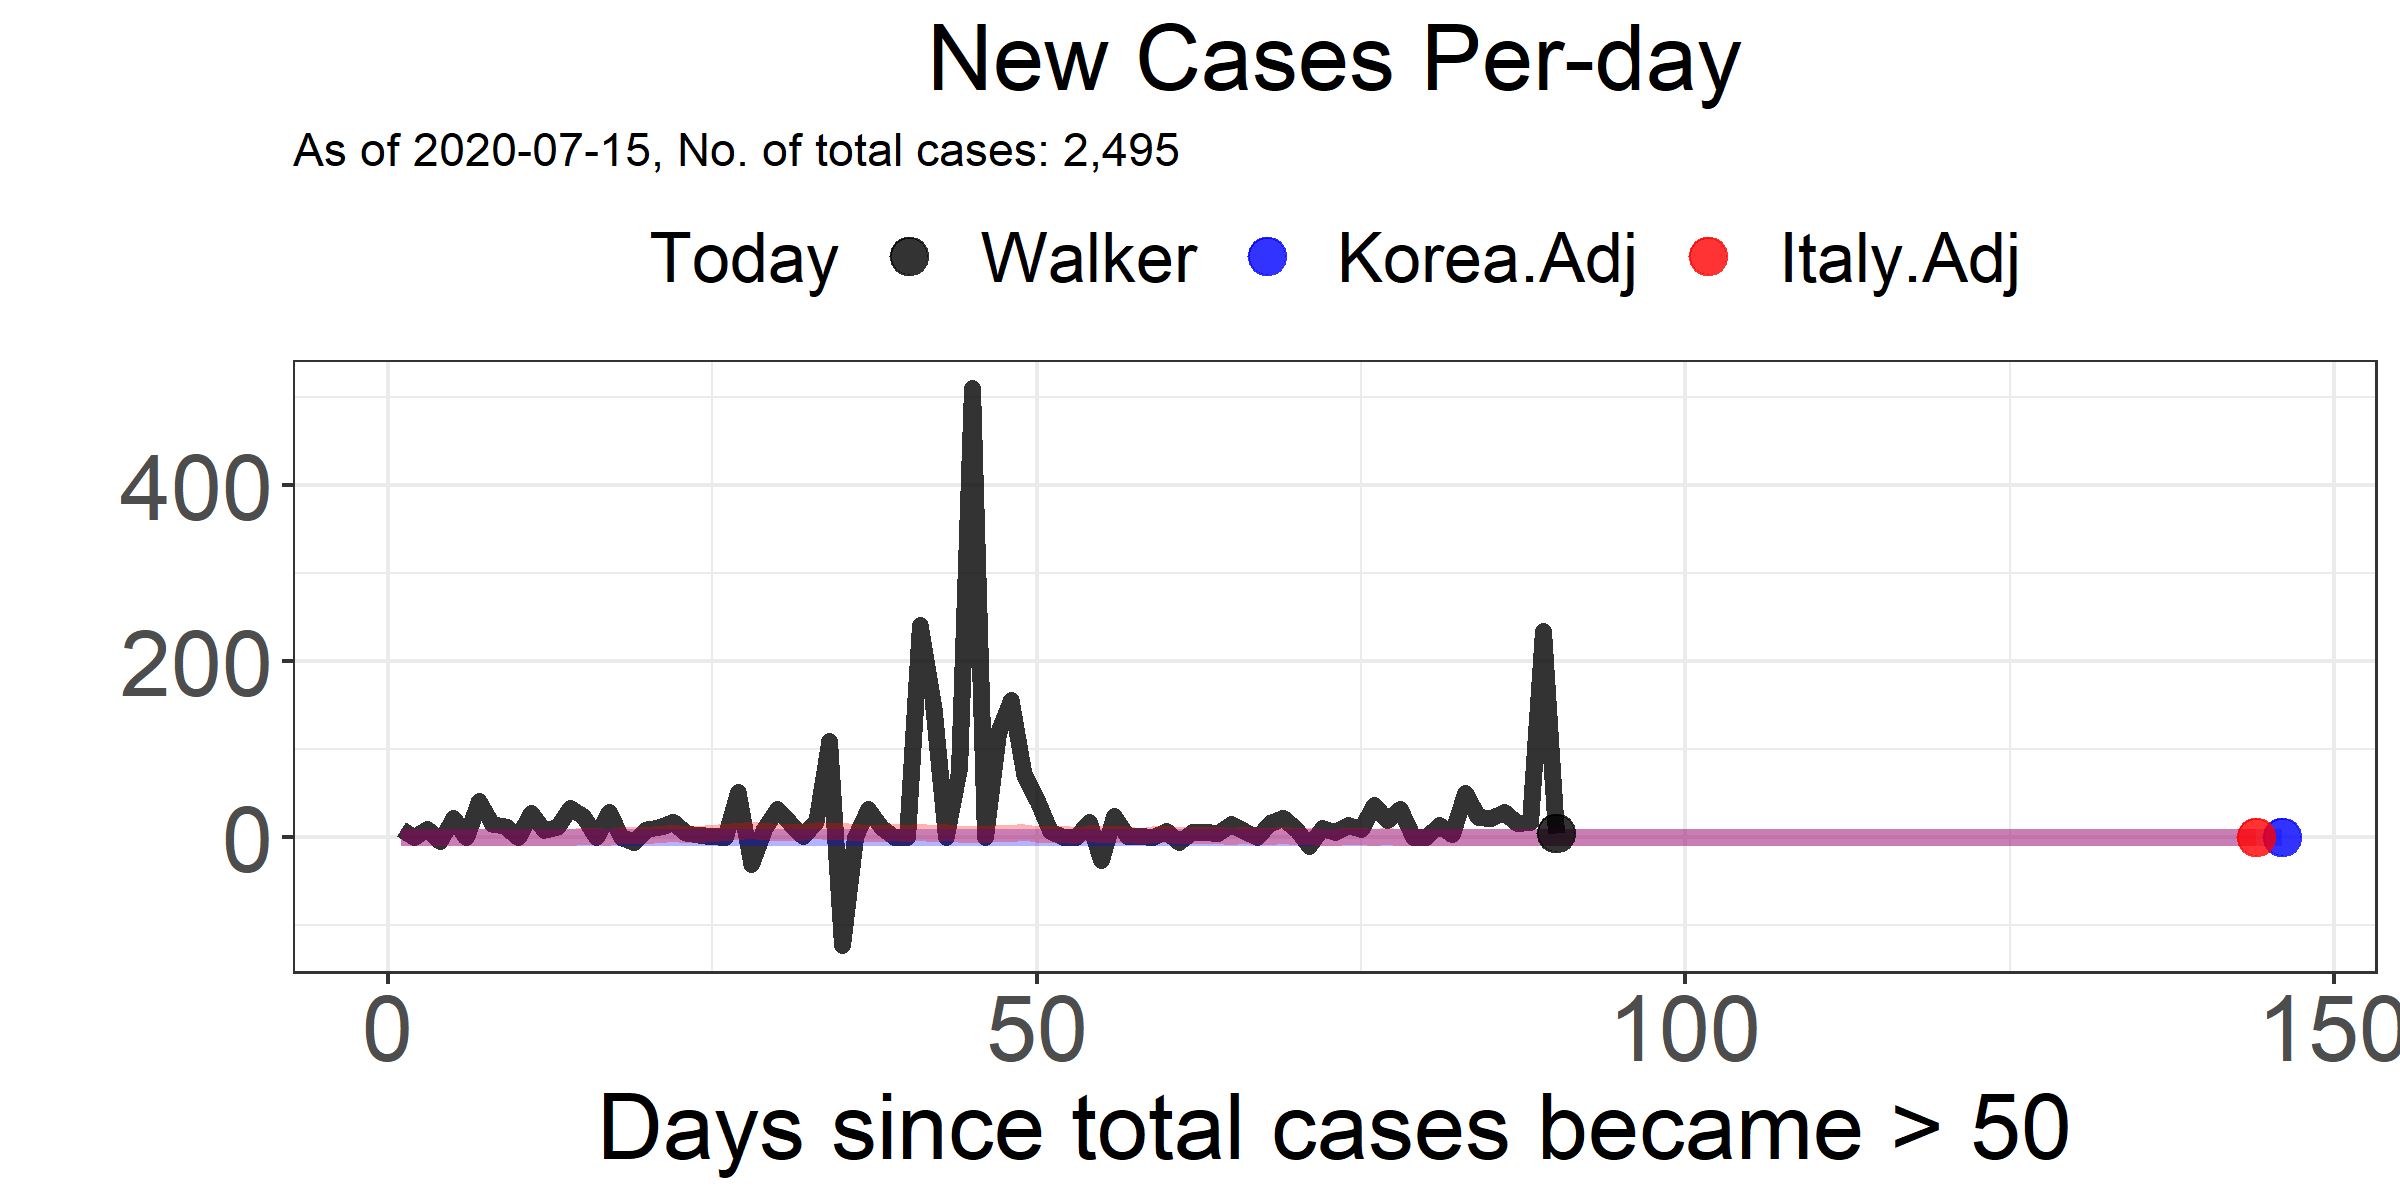 New Cases Per-day
As of 2020-07-15, No. of total cases: 2,495
Today Walker Korea.Adj Italy.Adj
400
200
0
0 50 100 150
Days since total cases became > 50